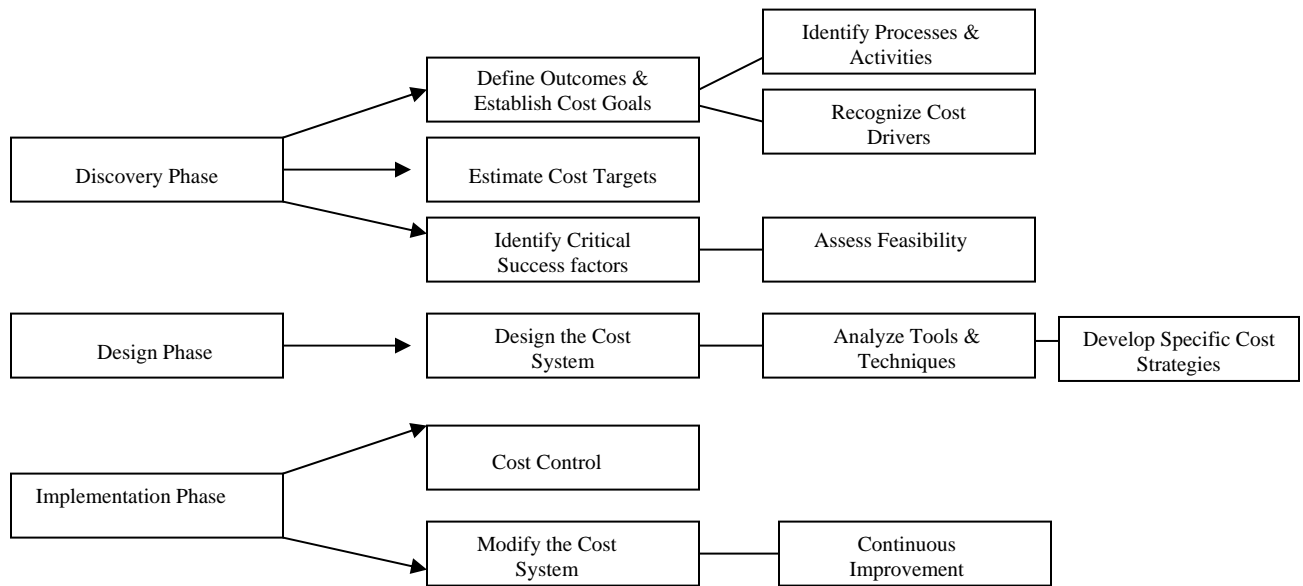 Identify Processes &
Activities
Define Outcomes &
Establish Cost Goals
Recognize Cost
Drivers
Discovery Phase
Estimate Cost Targets
Identify Critical
Success factors
Assess Feasibility
Design Phase
Design the Cost
System
Analyze Tools &
Techniques
Develop Specific Cost
Strategies
Implementation Phase
Cost Control
Modify the Cost
System
Continuous
Improvement